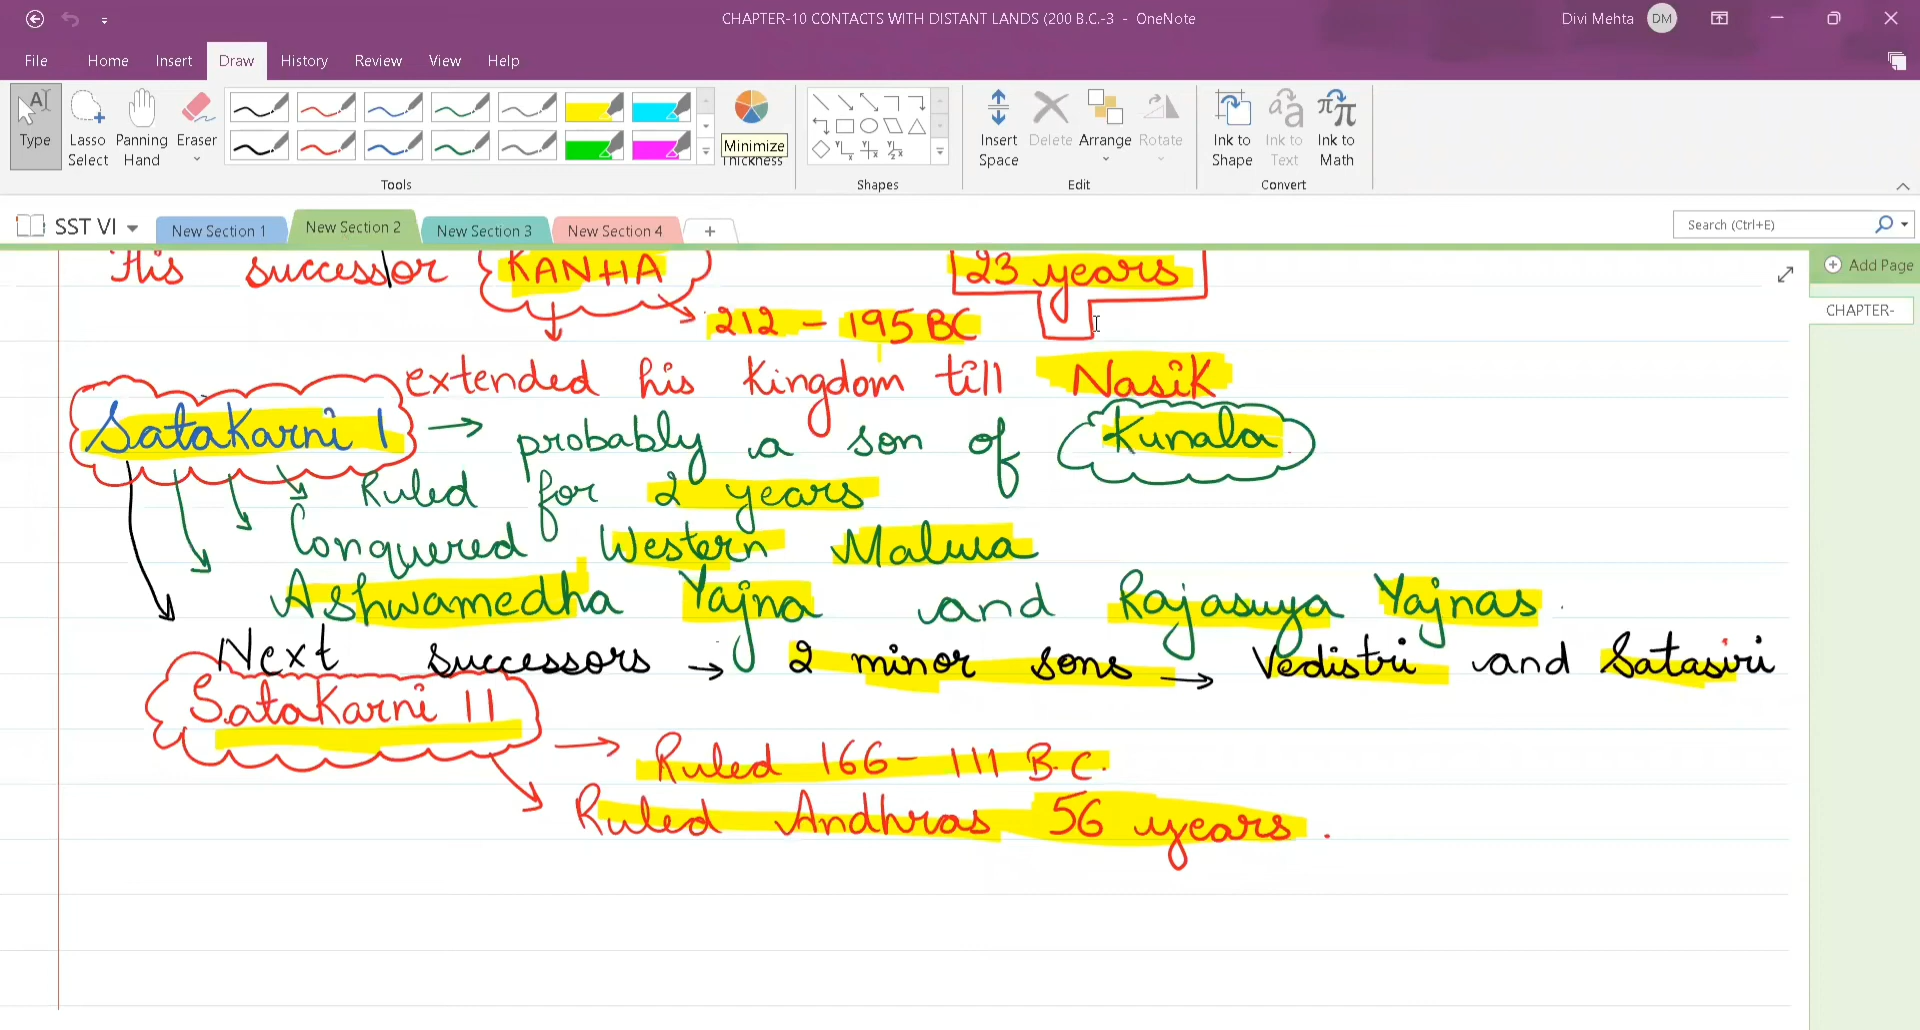 CHAPTER-10 CONTACTS WITH DISTANT LANDS (200 B.C.-3 - OneNote
Divi Mehta DM
File Home Insert Draw History Review View Help
Type
Lasso Select
Panning Hand
Eraser
Minimize
Thickness
Insert Space
Delete
Arrange
Rotate
Ink to Shape
Ink to Text
Ink to Math
Tools Shapes Edit Convert
SST VI New Section 1 New Section 2 New Section 3 New Section 4 +
Search (Ctrl+E)
Add Page
CHAPTER-
His successor KANHA 23 years
212 - 195 BC
extended his Kingdom till Nasik
Satakarni I → probably a son of Kunala
Ruled for 2 years
Conquered Western Malwa
Ashwamedha Yajna and Rajasuya Yajnas.
Next successors → 2 minor sons → Vedistri and Satasiri
Satakarni II
→ Ruled 166 - 111 B.C.
Ruled Andhras 56 years.